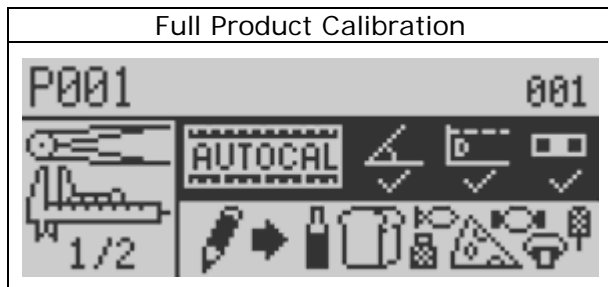 Full Product Calibration
P001 001
AUTOCAL
D
1/2